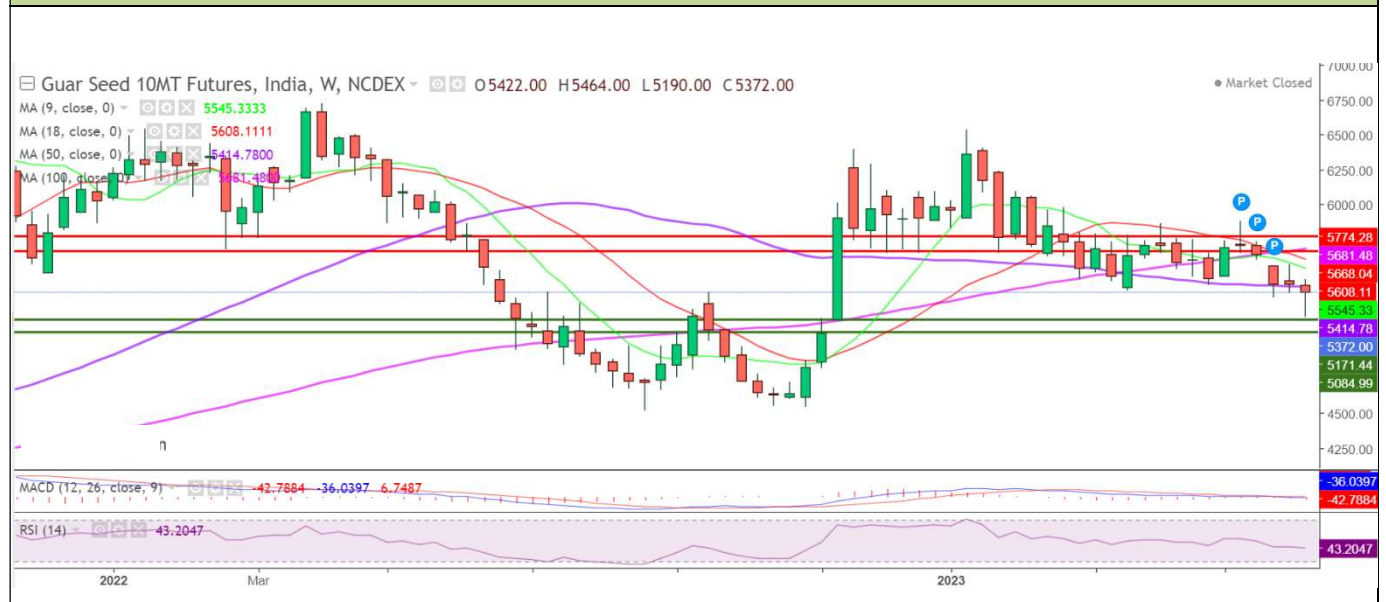 Guar Seed 10MT Futures, India, W, NCDEX O5422.00 H5464.00 L5190.00 C5372.00
Market Closed
MA (9, close, 0) 5545.3333
MA (18, close, 0) 5608.1111
MA (50, close, 0) 5414.7800
MA (100, close, 0) 5681.4800
7000.00
6750.00
6500.00
6250.00
6000.00
P
P
P
5774.28
5681.48
5668.04
5608.11
5545.33
5414.78
5372.00
5171.44
5084.99
4500.00
4250.00
MACD (12, 26, close, 9) -42.7884 -36.0397 6.7487
-36.0397
-42.7884
RSI (14) 43.2047
43.2047
2022 Mar 2023